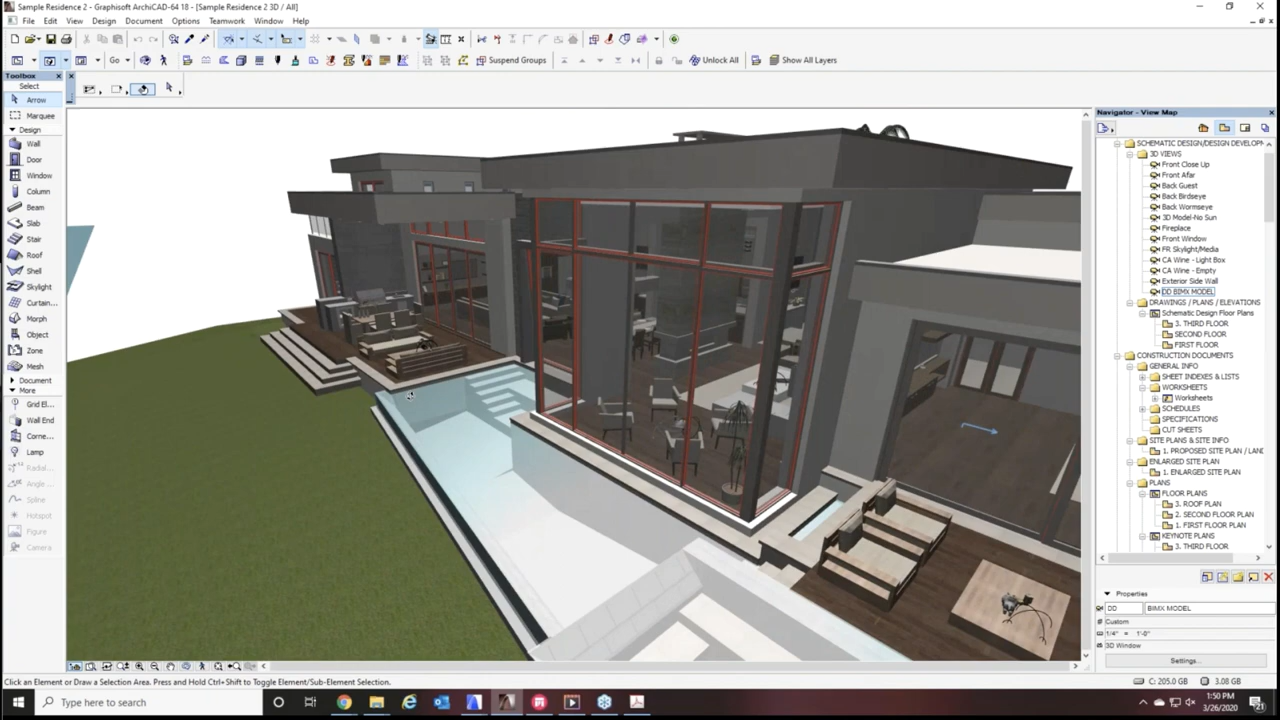 Sample Residence 2 - Graphisoft ArchiCAD-64 18 - [Sample Residence 2 3D / All]
File Edit View Design Document Options Teamwork Window Help
Go Suspend Groups Unlock All Show All Layers
Toolbox
Select
Arrow
Marquee
Design
Wall
Door
Window
Column
Beam
Slab
Stair
Roof
Shell
Skylight
Curtain...
Morph
Object
Zone
Mesh
Document
More
Grid El...
Wall End
Corne...
Lamp
Radial...
Angle ...
Spline
Hotspot
Figure
Camera
Navigator - View Map
SCHEMATIC DESIGN/DESIGN DEVELOPM
3D VIEWS
Front Close Up
Front Afar
Back Guest
Back Birdseye
Back Wormseye
3D Model-No Sun
Fireplace
Front Window
FR Skylight/Media
CA Wine - Light Box
CA Wine - Empty
Exterior Side Wall
DD BIMX MODEL
DRAWINGS / PLANS / ELEVATIONS
Schematic Design Floor Plans
3. THIRD FLOOR
SECOND FLOOR
FIRST FLOOR
CONSTRUCTION DOCUMENTS
GENERAL INFO
SHEET INDEXES & LISTS
WORKSHEETS
Worksheets
SCHEDULES
SPECIFICATIONS
CUT SHEETS
SITE PLANS & SITE INFO
1. PROPOSED SITE PLAN / LAND
ENLARGED SITE PLAN
1. ENLARGED SITE PLAN
PLANS
FLOOR PLANS
3. ROOF PLAN
2. SECOND FLOOR PLAN
1. FIRST FLOOR PLAN
KEYNOTE PLANS
3. THIRD FLOOR
Properties
DD BIMX MODEL
Custom
1/4" = 1'-0"
3D Window
Settings...
Click an Element or Draw a Selection Area. Press and Hold Ctrl+Shift to Toggle Element/Sub-Element Selection.
C: 205.0 GB 3.08 GB
Type here to search
1:50 PM
3/26/2020
21